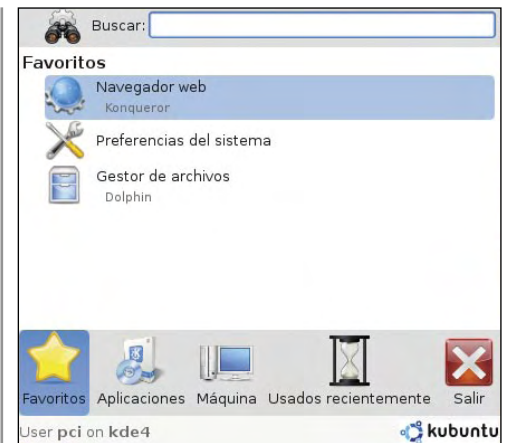 Buscar:
Favoritos
Navegador web
Konqueror
Preferencias del sistema
Gestor de archivos
Dolphin
Favoritos Aplicaciones Máquina Usados recientemente Salir
User pci on kde4 kubuntu